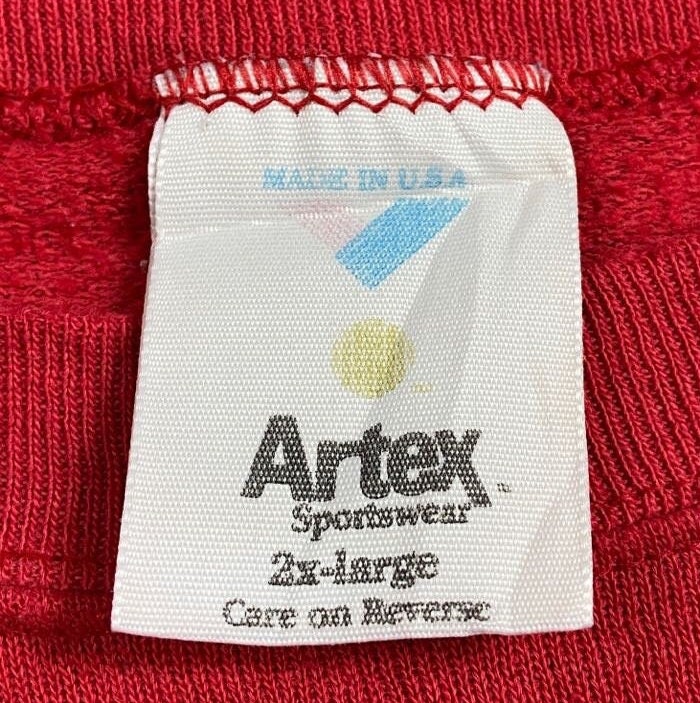 MADE IN U.S.A
Artex
Sportswear
2x-large
Care on Reverse